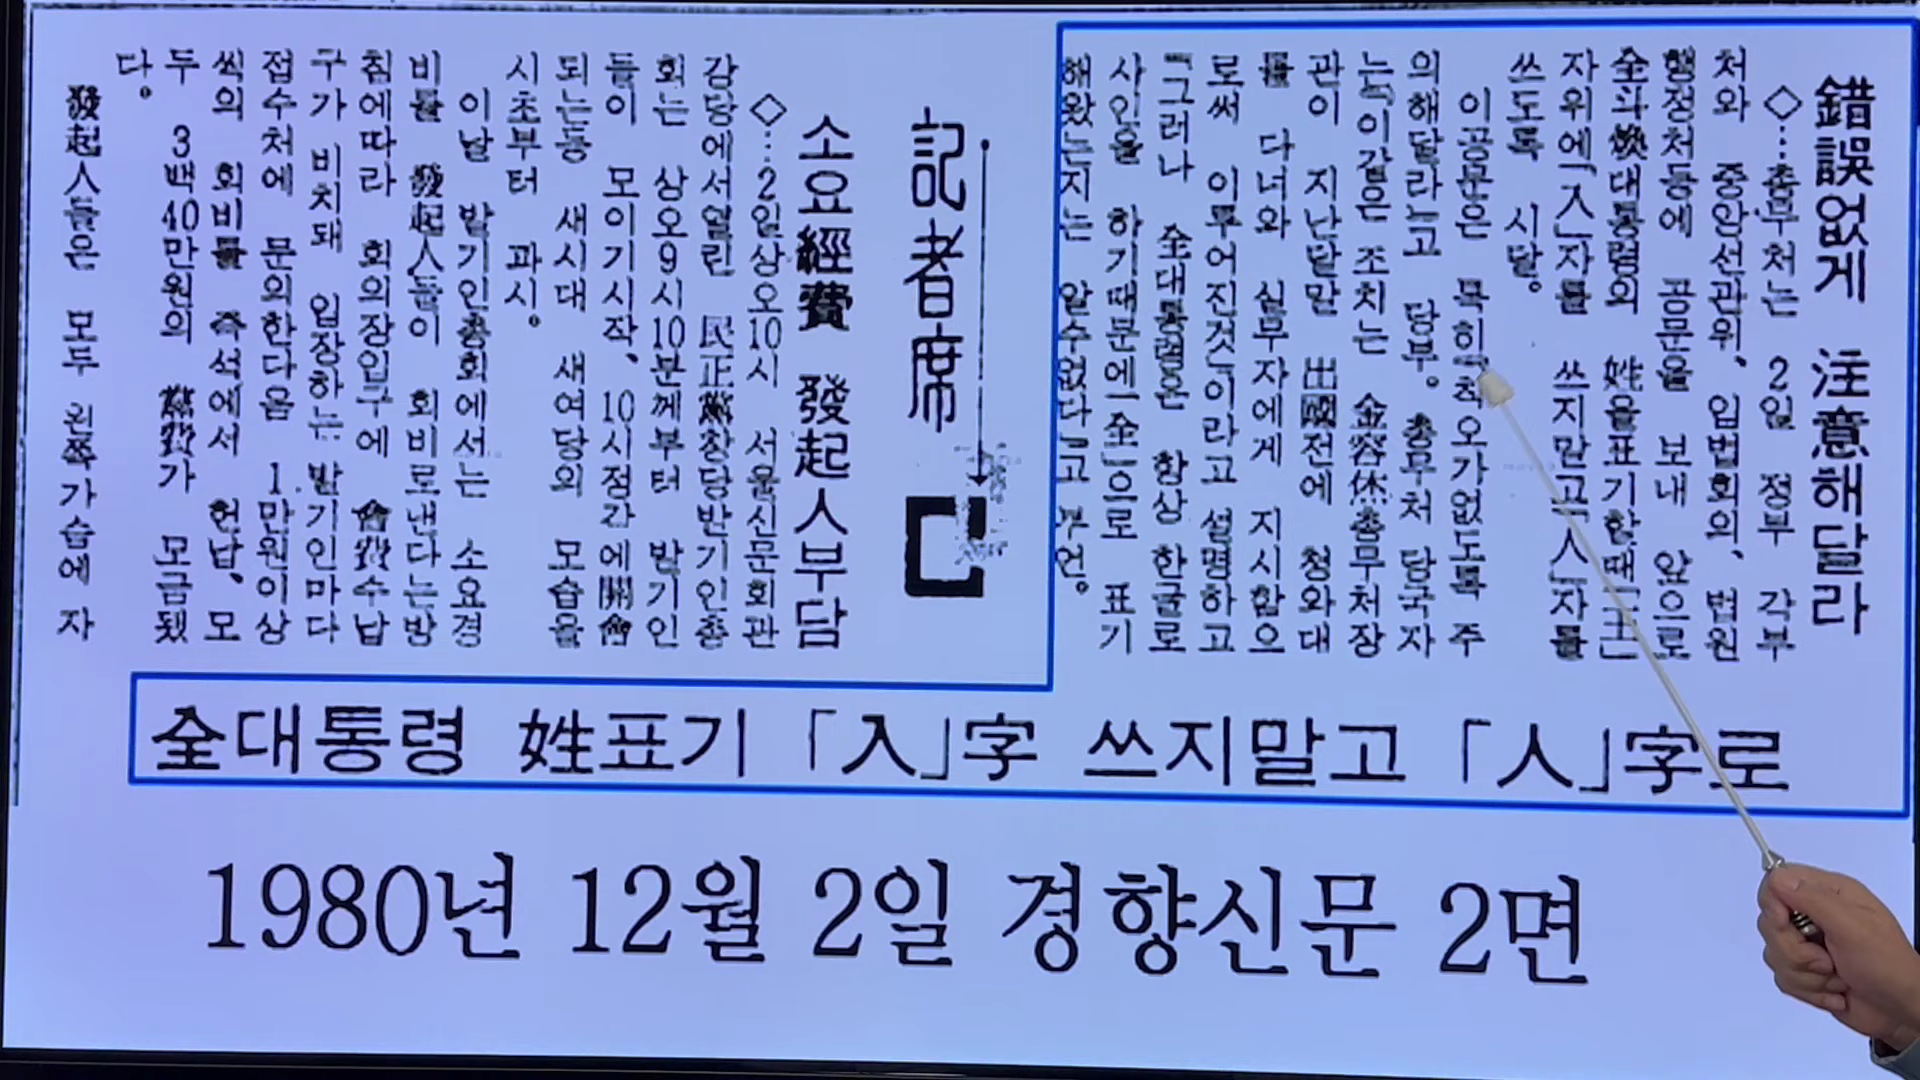 錯誤없게 注意해달라
◇…총무처는 2일 정부 각부
처와 중앙선관위、입법회의、법원
행정처등에 공문을 보내 앞으로
全斗煥대통령의 姓을표기할때「王」
자위에「入」자를 쓰지말고「人」자를
쓰도록 시달。
이공문은 특히 착오가없도록 주
의해달라고 당부。총무처 당국자
는「이같은 조치는 金容休총무처장
관이 지난달말 出國전에 청와대
를 다녀와 실무자에게 지시함으
로써 이루어진것」이라고 설명하고
「그러나 全대통령은 항상 한글로
사인을 하기때문에「全」으로 표기
해왔는지는 알수없다」고 부언。
記者席
소요經費 發起人부담
◇…2일상오10시 서울신문회관
강당에서열린 民正黨창당발기인총
회는 상오9시10분께부터 발기인
들이 모이기시작、10시정각에開會
되는등 새시대 새여당의 모습을
시초부터 과시。
이날 발기인총회에서는 소요경
비를 發起人들이 회비로낸다는방
침에따라 회의장입구에 會費수납
구가 비치돼 입장하는 발기인마다
접수처에 문의한다음 1만원이상
씩의 회비를 즉석에서 헌납、모
두 3백40만원의 黨費가 모금됐
다。
發起人들은 모두 왼쪽가슴에 자
全대통령 姓표기「入」字 쓰지말고「人」字로
1980년 12월 2일 경향신문 2면